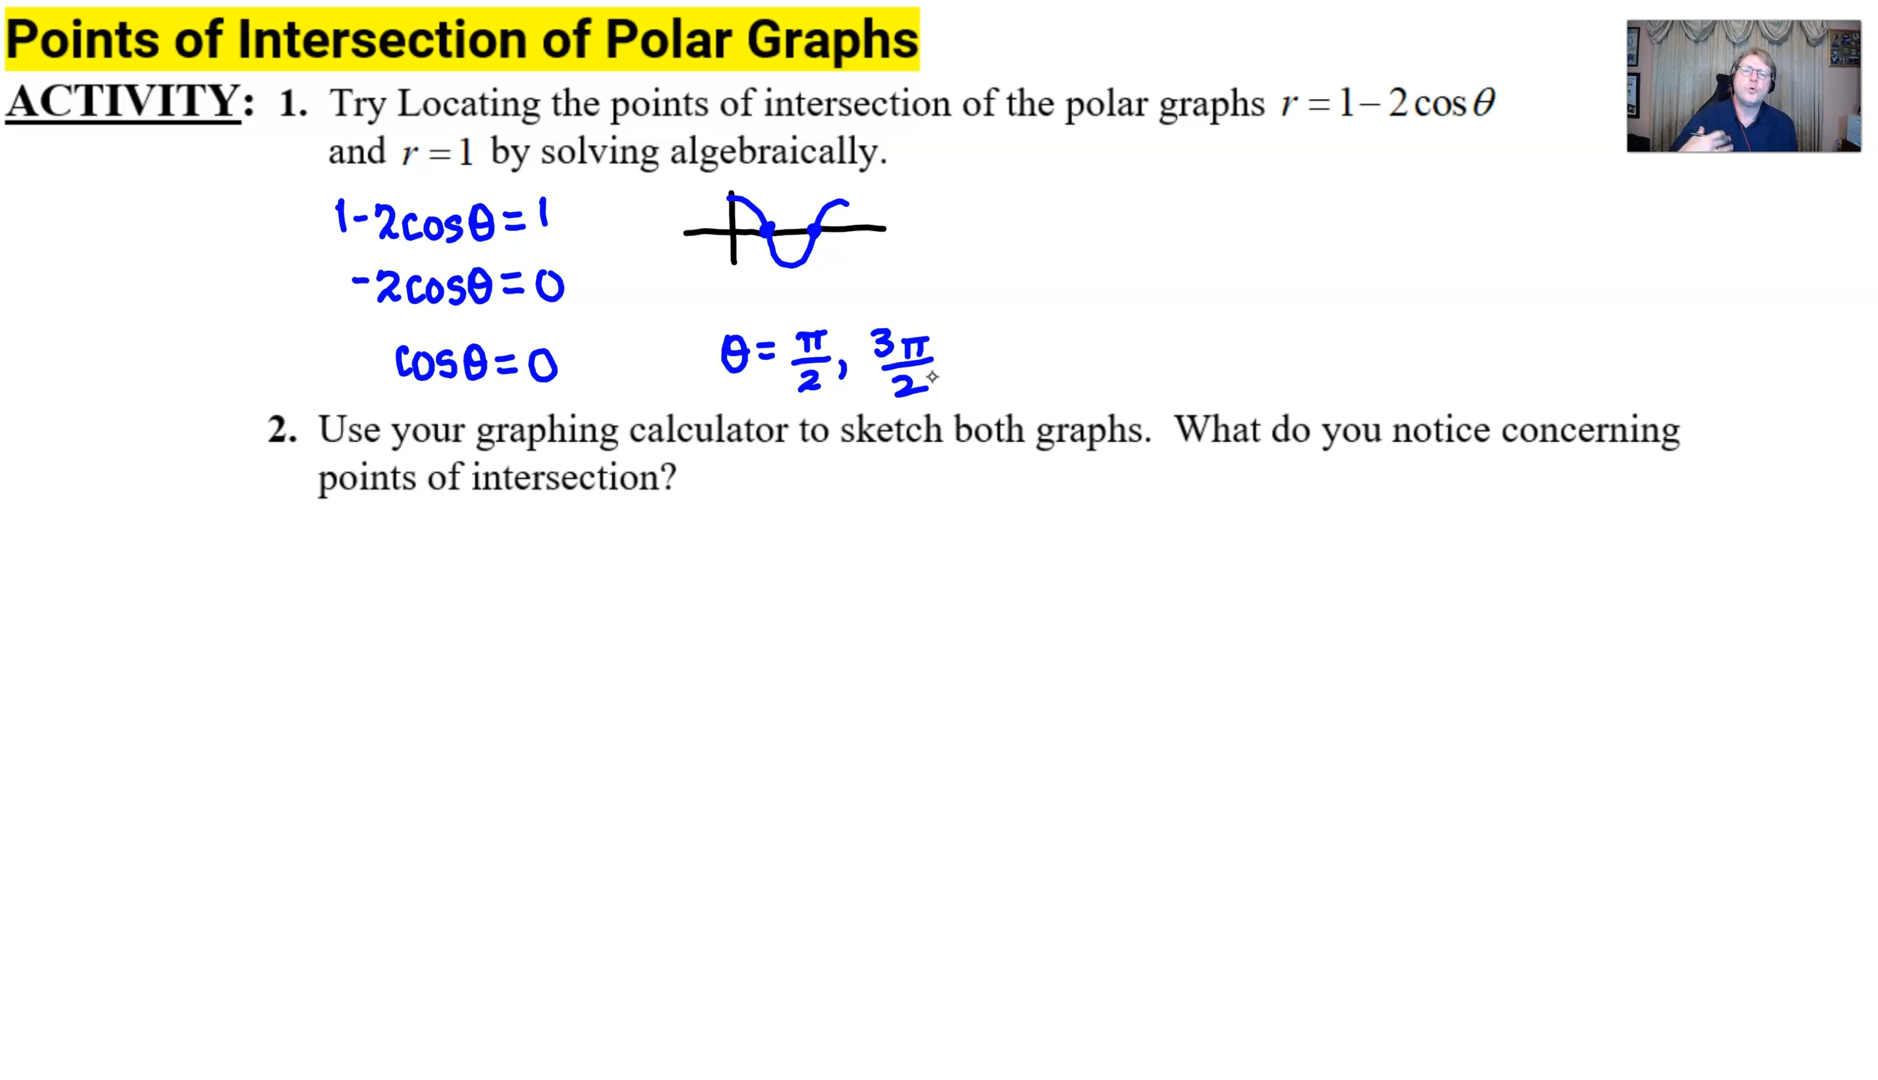 Points of Intersection of Polar Graphs
ACTIVITY: 1. Try Locating the points of intersection of the polar graphs r = 1 − 2 cos θ
and r = 1 by solving algebraically.
1-2cosθ = 1
-2cosθ = 0
cosθ = 0
θ = π/2, 3π/2
2. Use your graphing calculator to sketch both graphs. What do you notice concerning
points of intersection?